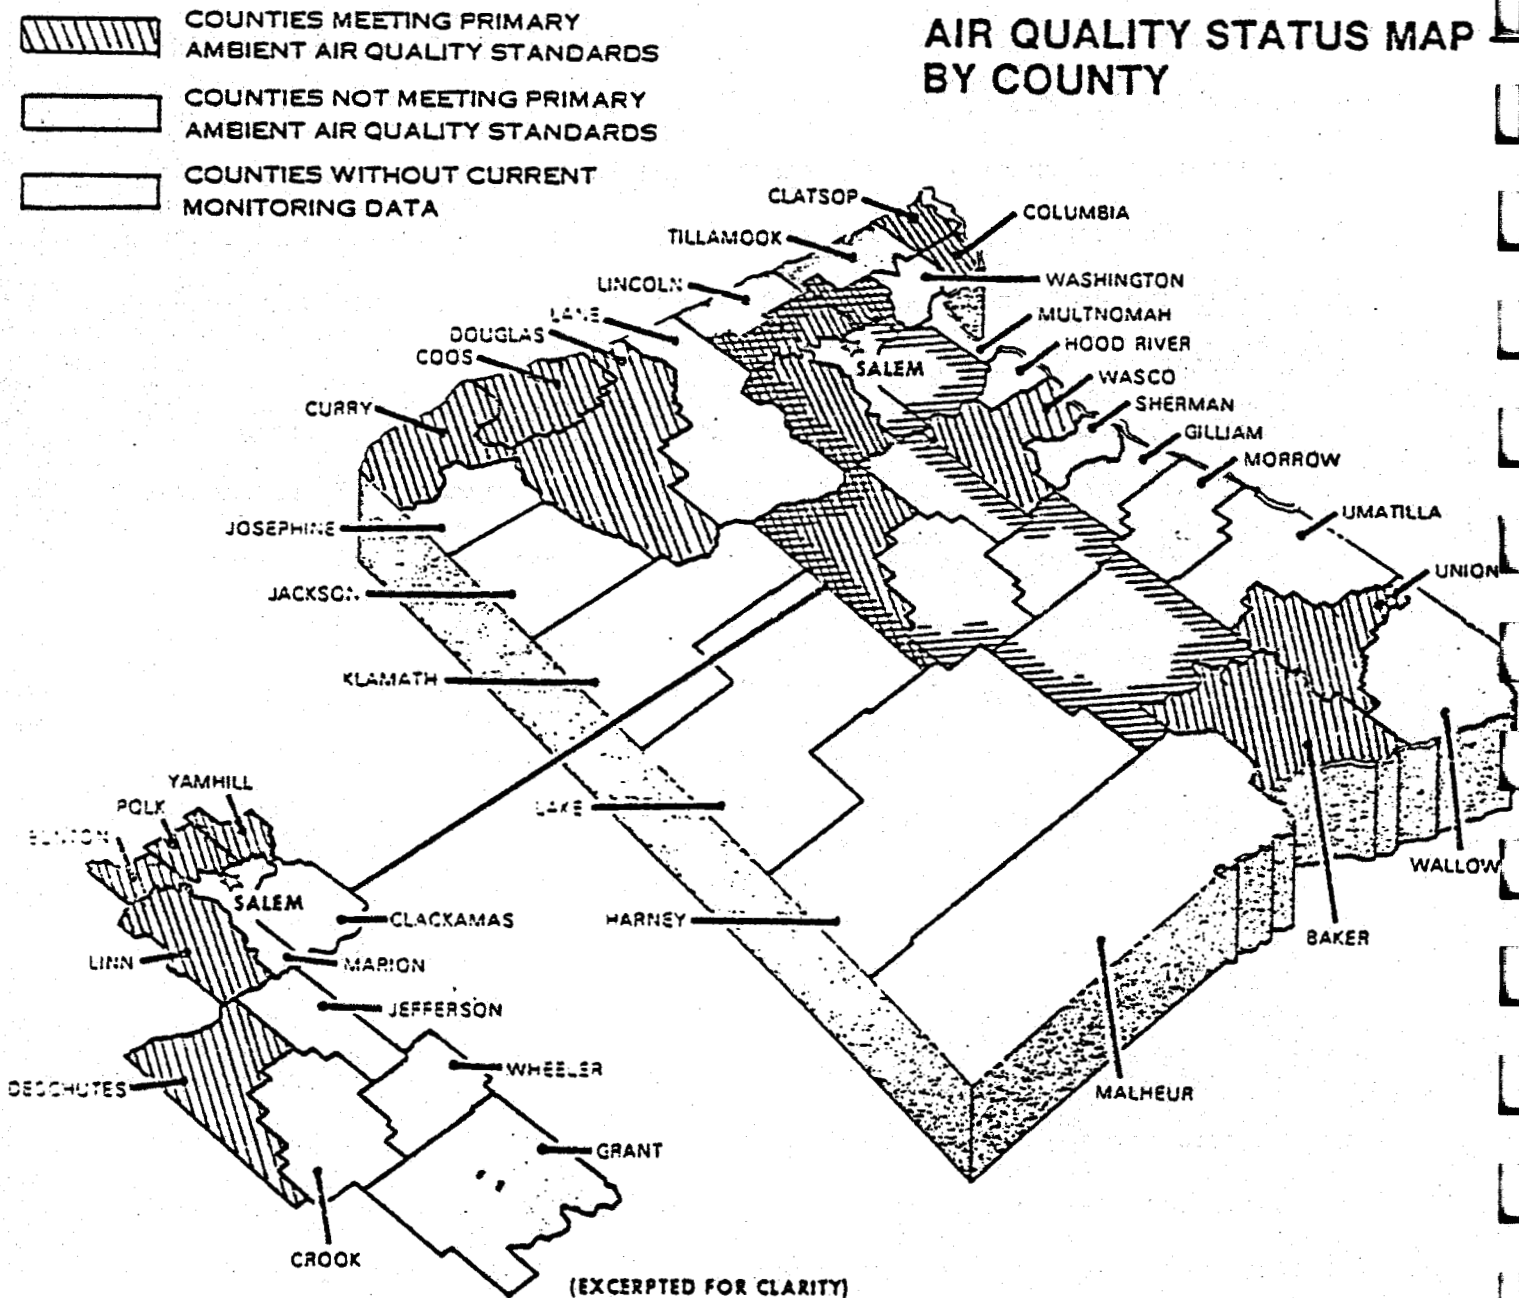 COUNTIES MEETING PRIMARY
AMBIENT AIR QUALITY STANDARDS
COUNTIES NOT MEETING PRIMARY
AMBIENT AIR QUALITY STANDARDS
COUNTIES WITHOUT CURRENT
MONITORING DATA
AIR QUALITY STATUS MAP
BY COUNTY
CLATSOP
COLUMBIA
TILLAMOOK
WASHINGTON
LINCOLN
LANE
MULTNOMAH
DOUGLAS
HOOD RIVER
COOS
SALEM
WASCO
CURRY
SHERMAN
GILLIAM
MORROW
UMATILLA
JOSEPHINE
UNION
JACKSON
KLAMATH
YAMHILL
POLK
LAKE
WALLOW
SALEM
CLACKAMAS
HARNEY
BAKER
LINN
MARION
JEFFERSON
WHEELER
DESCHUTES
MALHEUR
GRANT
CROOK
(EXCERPTED FOR CLARITY)